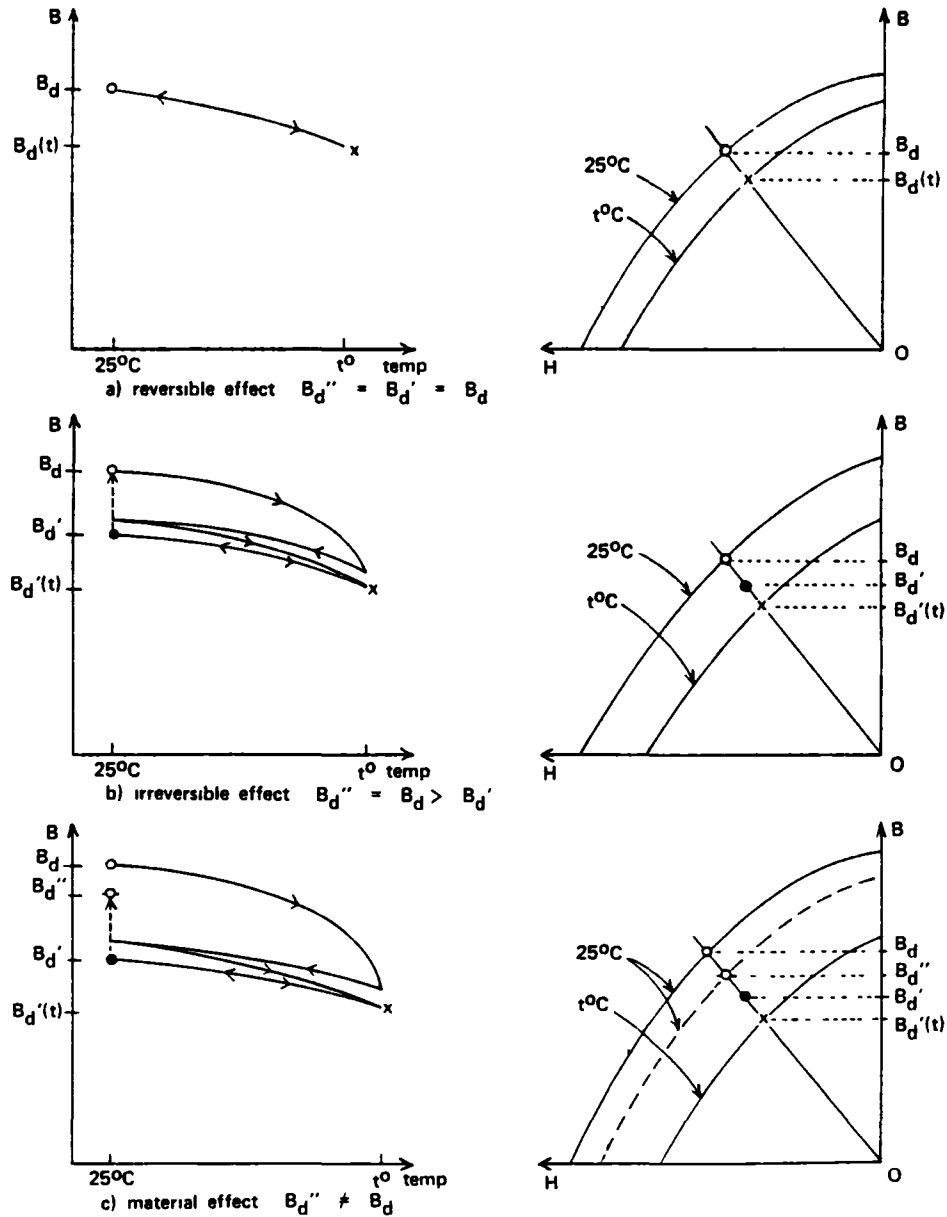 B
B_d
B_d(t)
25°C
t° temp
B
B_d
B_d(t)
25°C
t°C
H
O
a) reversible effect B_d'' = B_d' = B_d
B
B_d
B_d'
B_d'(t)
25°C
t° temp
B
B_d
B_d'
B_d'(t)
25°C
t°C
H
O
b) irreversible effect B_d'' = B_d > B_d'
B
B_d
B_d''
B_d'
B_d'(t)
25°C
t° temp
B
B_d
B_d''
B_d'
B_d'(t)
25°C
t°C
H
O
c) material effect B_d'' ≠ B_d